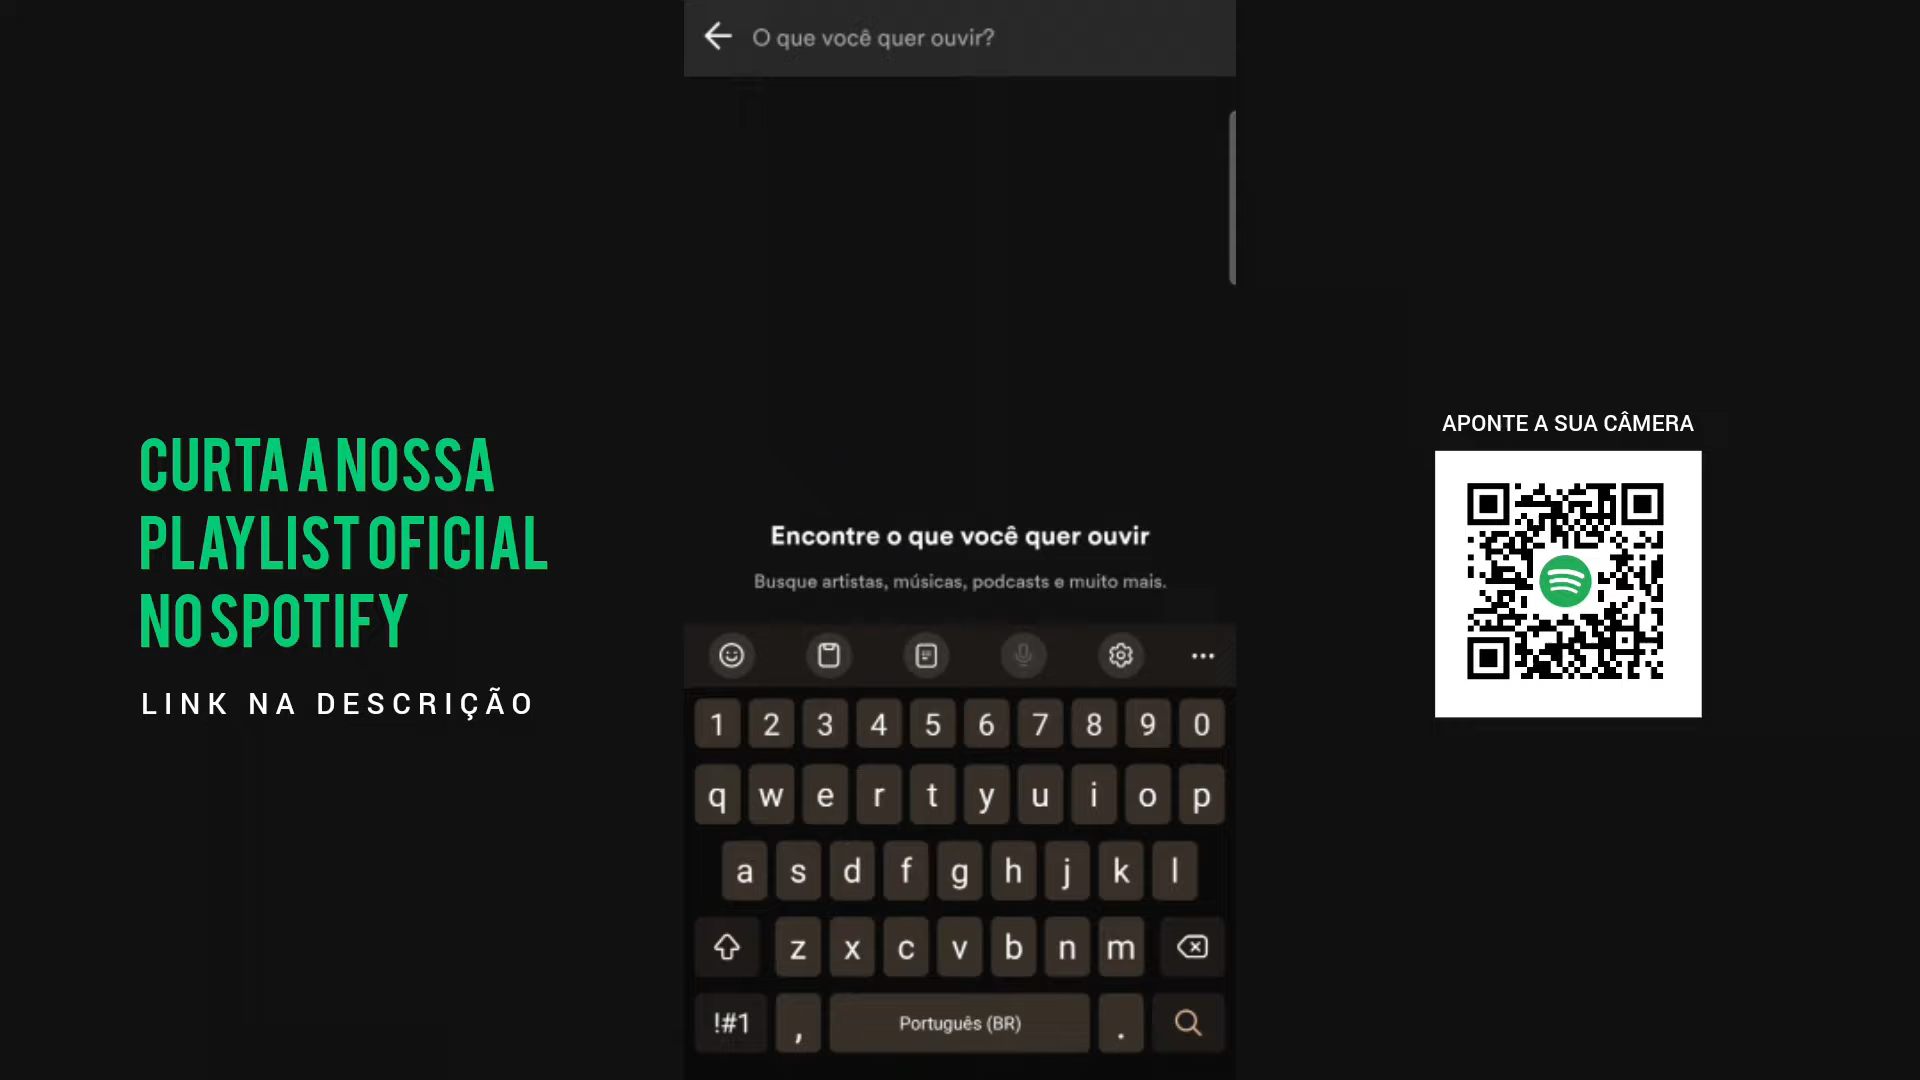 O que você quer ouvir?
CURTA A NOSSA
PLAYLIST OFICIAL
NO SPOTIFY
LINK NA DESCRIÇÃO
Encontre o que você quer ouvir
Busque artistas, músicas, podcasts e muito mais.
1 2 3 4 5 6 7 8 9 0
q w e r t y u i o p
a s d f g h j k l
z x c v b n m
!#1 , Português (BR) .
APONTE A SUA CÂMERA